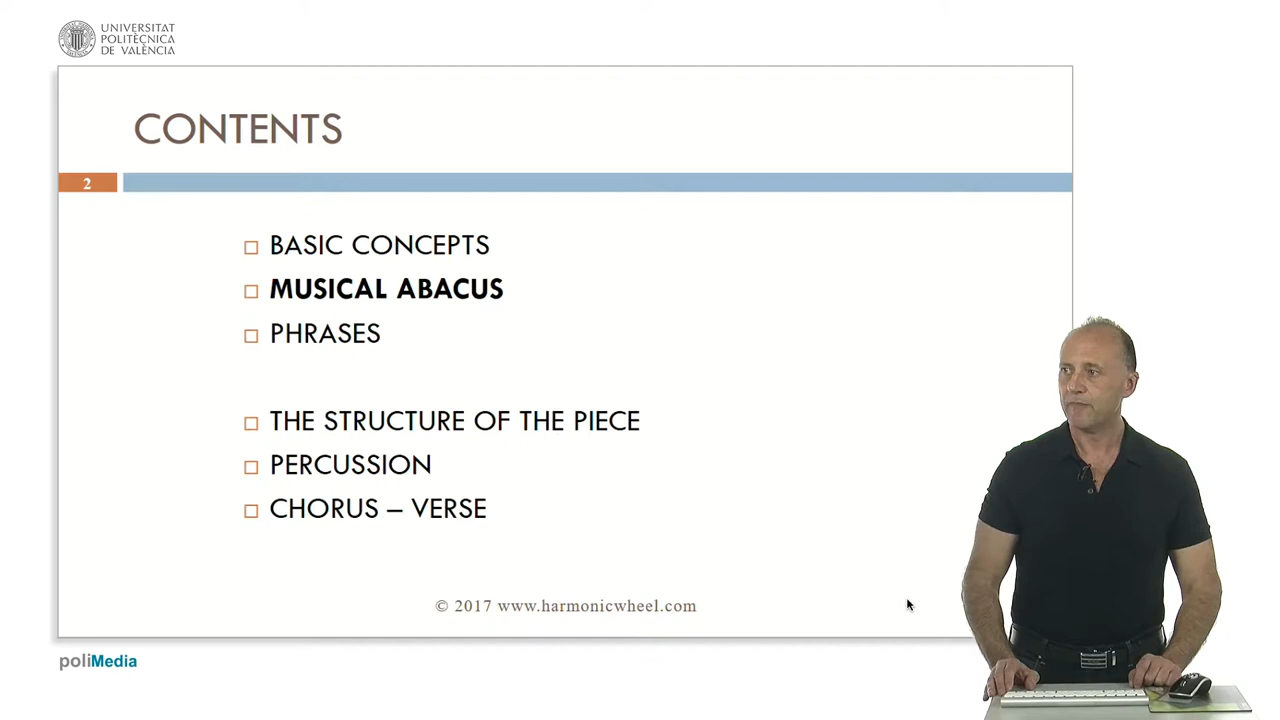 UNIVERSITAT
POLITÈCNICA
DE VALÈNCIA
CONTENTS
2
BASIC CONCEPTS
MUSICAL ABACUS
PHRASES
THE STRUCTURE OF THE PIECE
PERCUSSION
CHORUS – VERSE
© 2017 www.harmonicwheel.com
poliMedia